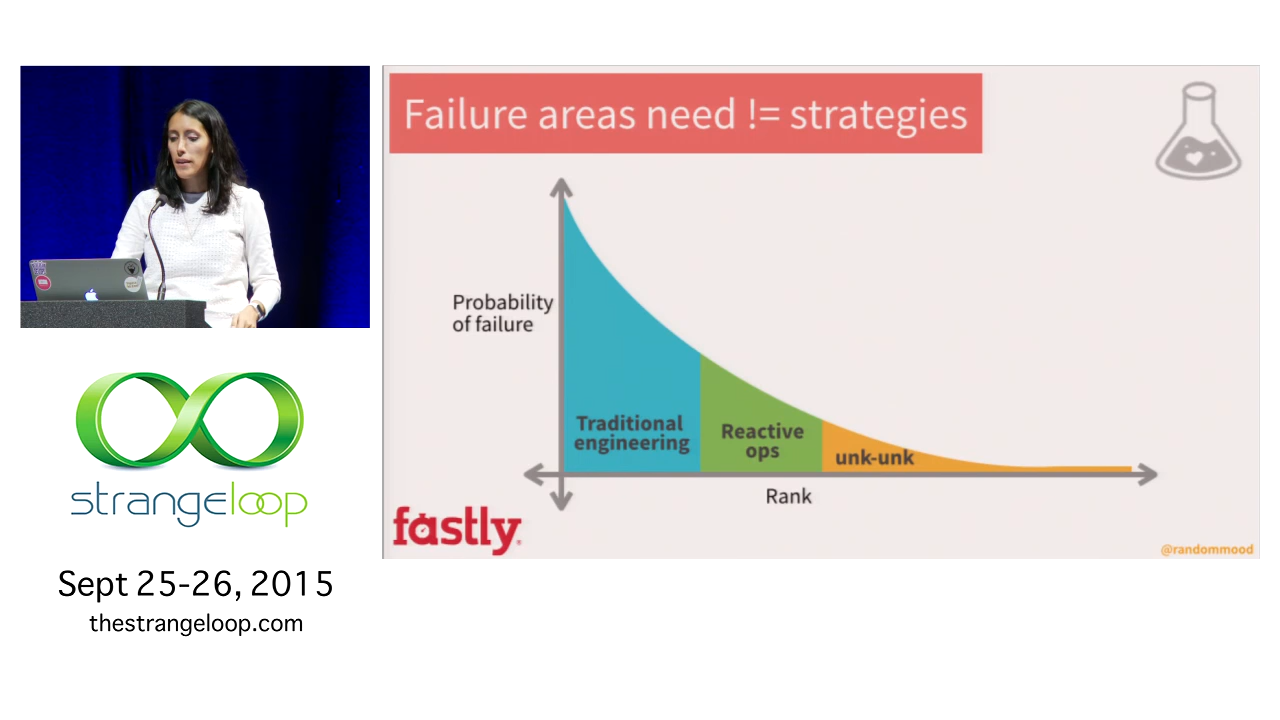 Failure areas need != strategies
Probability
of failure
Traditional
engineering
Reactive
ops
unk-unk
Rank
fastly
@randommood
strangeloop
Sept 25-26, 2015
thestrangeloop.com